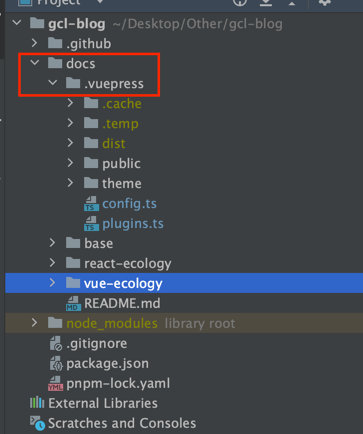 Project
gcl-blog ~/Desktop/Other/gcl-blog
.github
docs
.vuepress
.cache
.temp
dist
public
theme
config.ts
plugins.ts
base
react-ecology
vue-ecology
README.md
node_modules library root
.gitignore
package.json
pnpm-lock.yaml
External Libraries
Scratches and Consoles